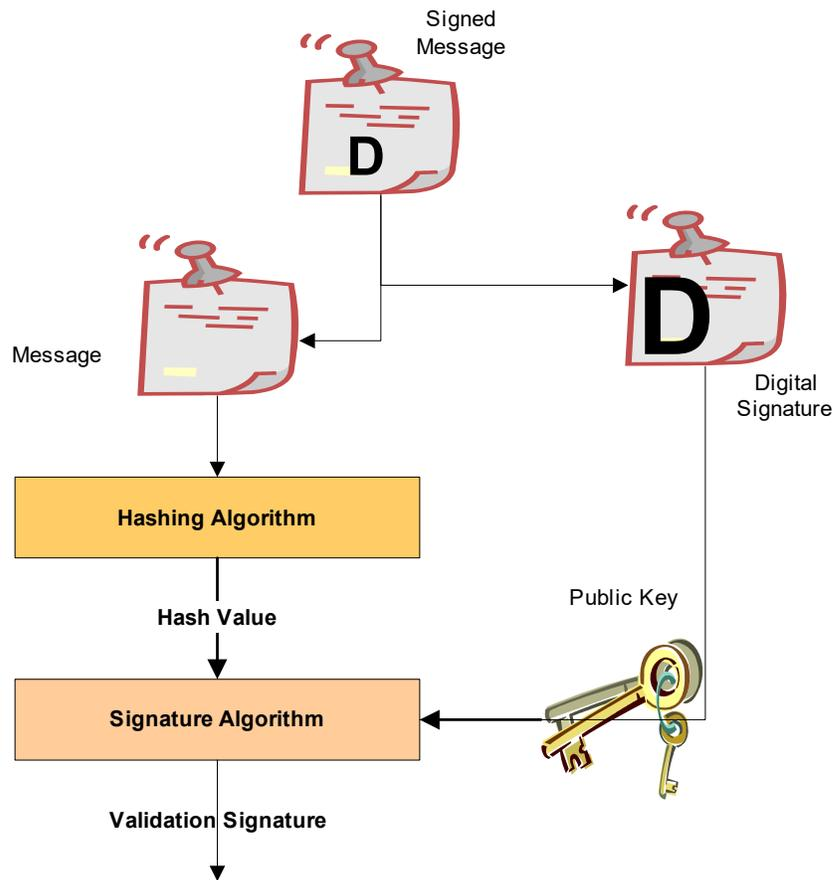 Signed
Message
D
D
Message
Digital
Signature
Hashing Algorithm
Public Key
Hash Value
Signature Algorithm
Validation Signature